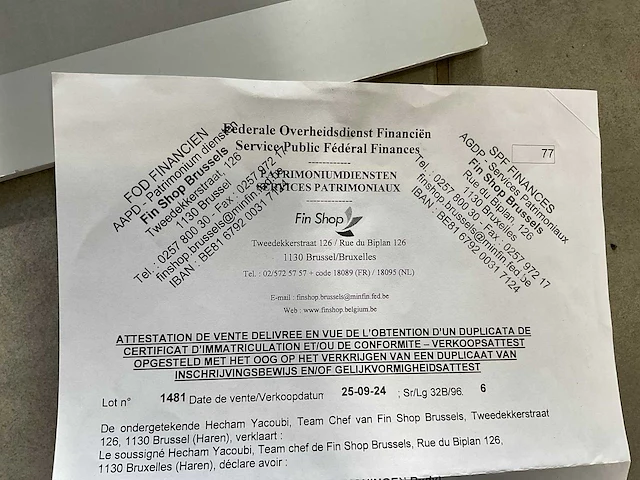 Federale Overheidsdienst Financiën
Service Public Fédéral Finances
77
PATRIMONIUMDIENSTEN
SERVICES PATRIMONIAUX
FOD FINANCIEN
AAPD - Patrimonium diensten
Fin Shop Brussels
Tweedekkerstraat, 126
1130 Brussel
Tel. : 0257 800 30 - Fax : 0257 972 17
finshop.brussels@minfin.fed.be
IBAN : BE81 6792 0031 7124
SPF FINANCES
AGDP - Services Patrimoniaux
Fin Shop Brussels
Rue du Biplan, 126
1130 Bruxelles
Tel. : 0257 800 30 - Fax : 0257 972 17
finshop.brussels@minfin.fed.be
IBAN : BE81 6792 0031 7124
Fin Shop
Tweedekkerstraat 126 / Rue du Biplan 126
1130 Brussel/Bruxelles
Tel. : 02/572 57 57 + code 18089 (FR) / 18095 (NL)
E-mail : finshop.brussels@minfin.fed.be
Web : www.finshop.belgium.be
ATTESTATION DE VENTE DELIVREE EN VUE DE L'OBTENTION D'UN DUPLICATA DE
CERTIFICAT D'IMMATRICULATION ET/OU DE CONFORMITE – VERKOOPSATTEST
OPGESTELD MET HET OOG OP HET VERKRIJGEN VAN EEN DUPLICAAT VAN
INSCHRIJVINGSBEWIJS EN/OF GELIJKVORMIGHEIDSATTEST
Lot n° 1481 Date de vente/Verkoopdatum 25-09-24 ; Sr/Lg 32B/96. 6
De ondergetekende Hecham Yacoubi, Team Chef van Fin Shop Brussels, Tweedekkerstraat
126, 1130 Brussel (Haren), verklaart :
Le soussigné Hecham Yacoubi, Team chef de Fin Shop Brussels, Rue du Biplan, 126,
1130 Bruxelles (Haren), déclare avoir :